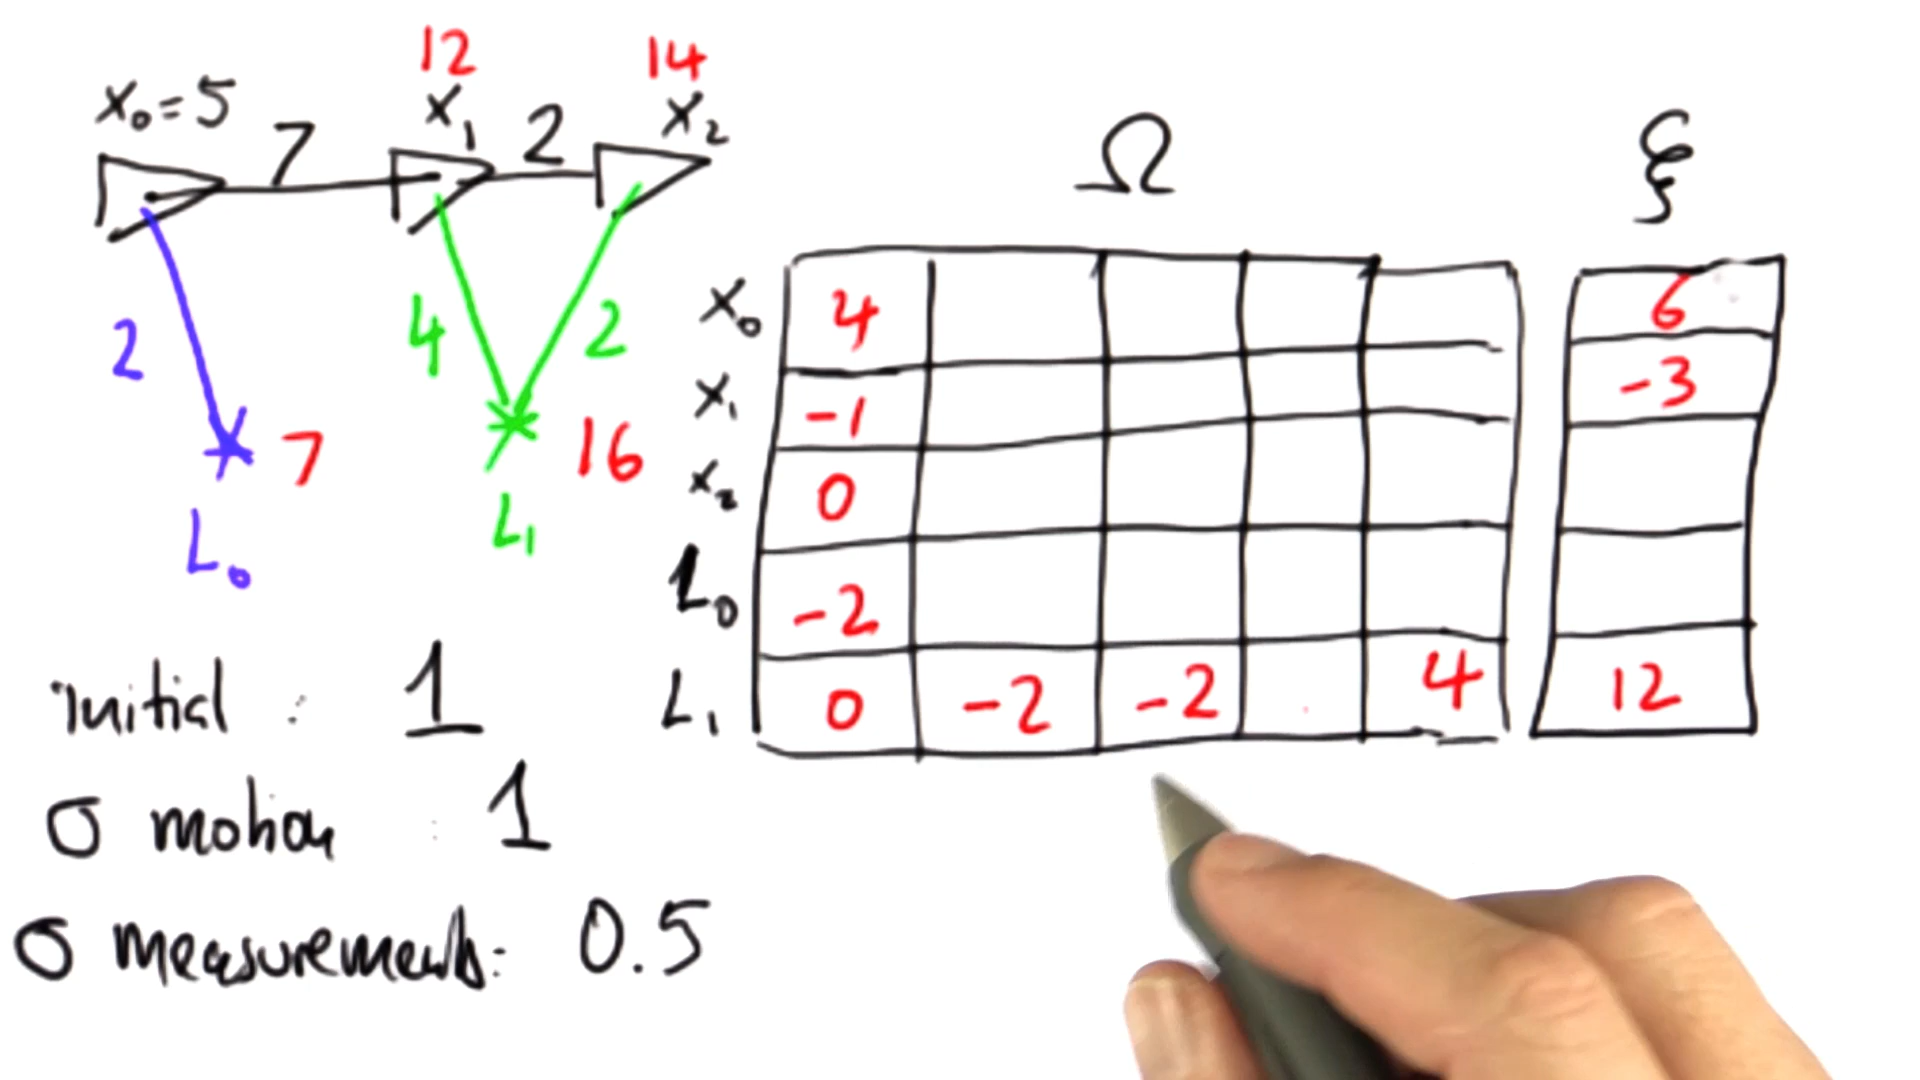 12 14
x₀=5 x₁ x₂
7 2
2 4 2
7 16
L₀ L₁
initial : 1
σ motion : 1
σ measurements: 0.5
Ω ξ
x₀ 4 6
x₁ -1 -3
x₂ 0
L₀ -2
L₁ 0 -2 -2 4 12